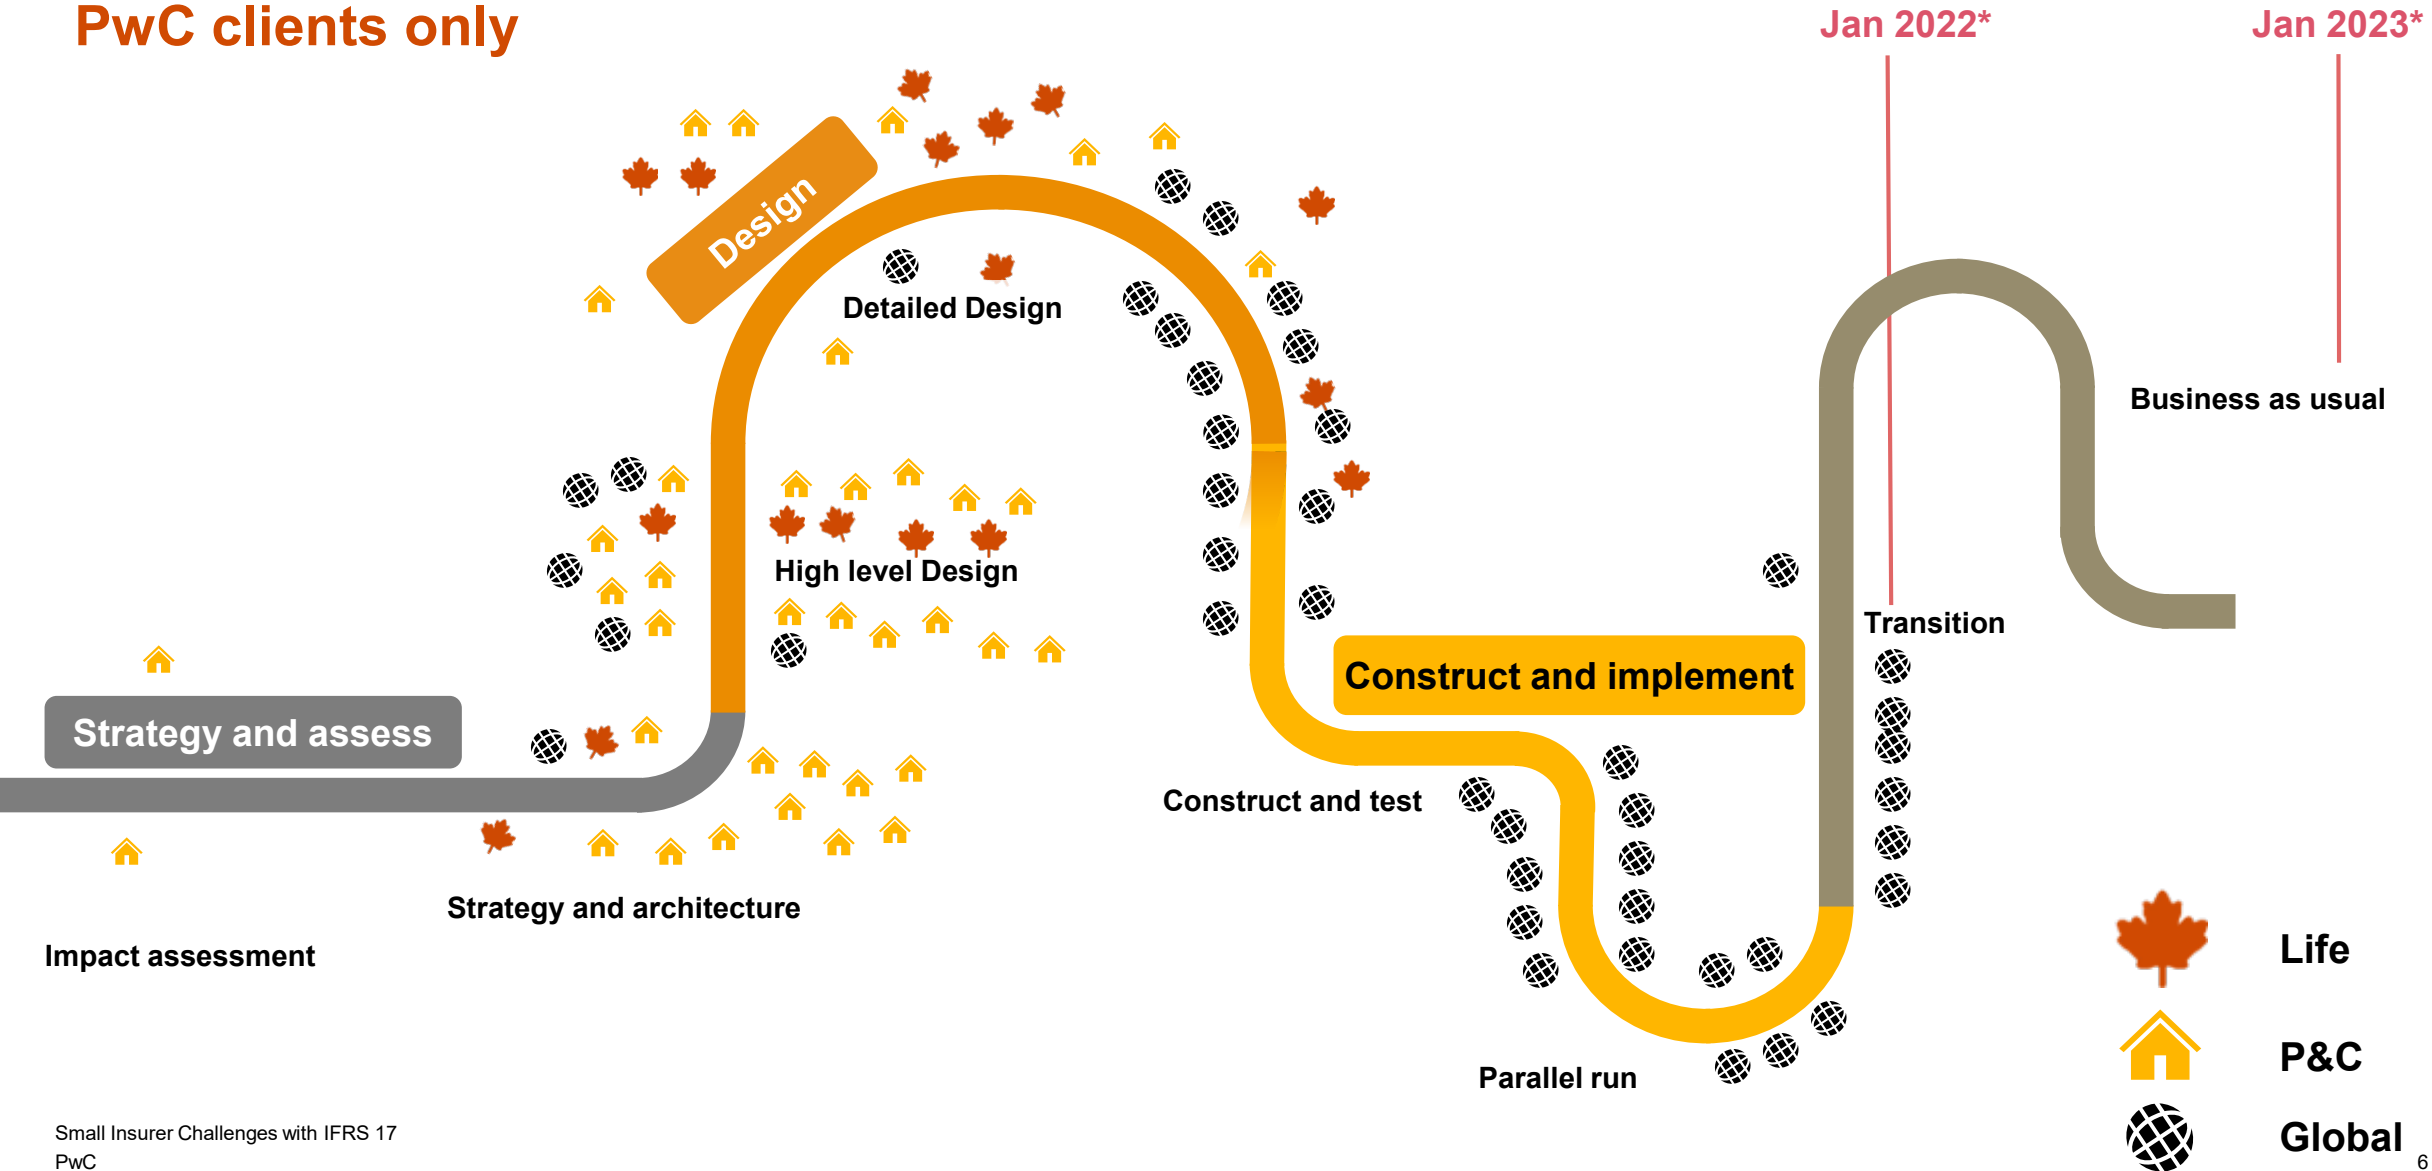 PwC clients only
Jan 2022*
Jan 2023*
Design
Detailed Design
Business as usual
High level Design
Transition
Construct and implement
Strategy and assess
Construct and test
Strategy and architecture
Impact assessment
Life
P&C
Parallel run
Global
Small Insurer Challenges with IFRS 17
PwC
6